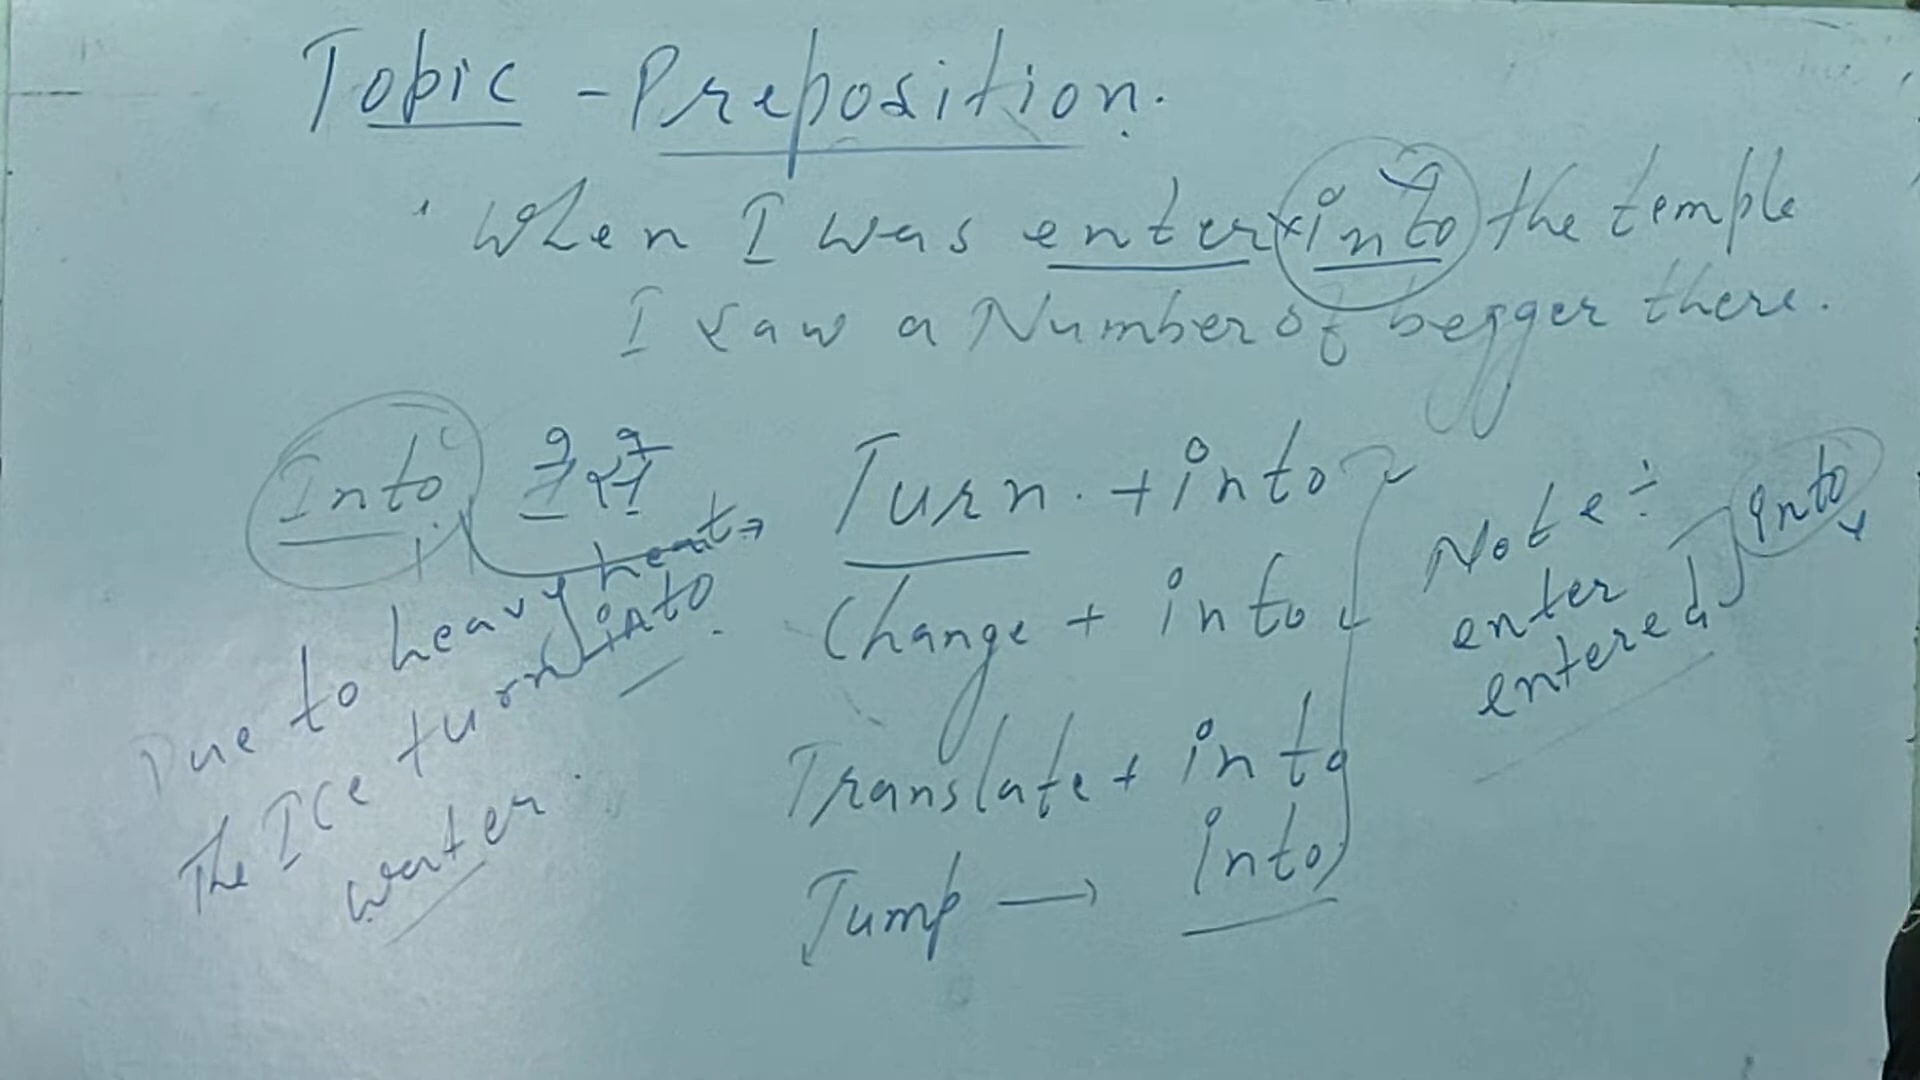 Topic - Preposition.
When I was enter × into the temple
I saw a Number of begger there.
Into
Turn. + into
Change + into
Translate + into
Jump → into
Due to heavy heat
The ICe turn into
water.
Note ÷
enter
entered
into